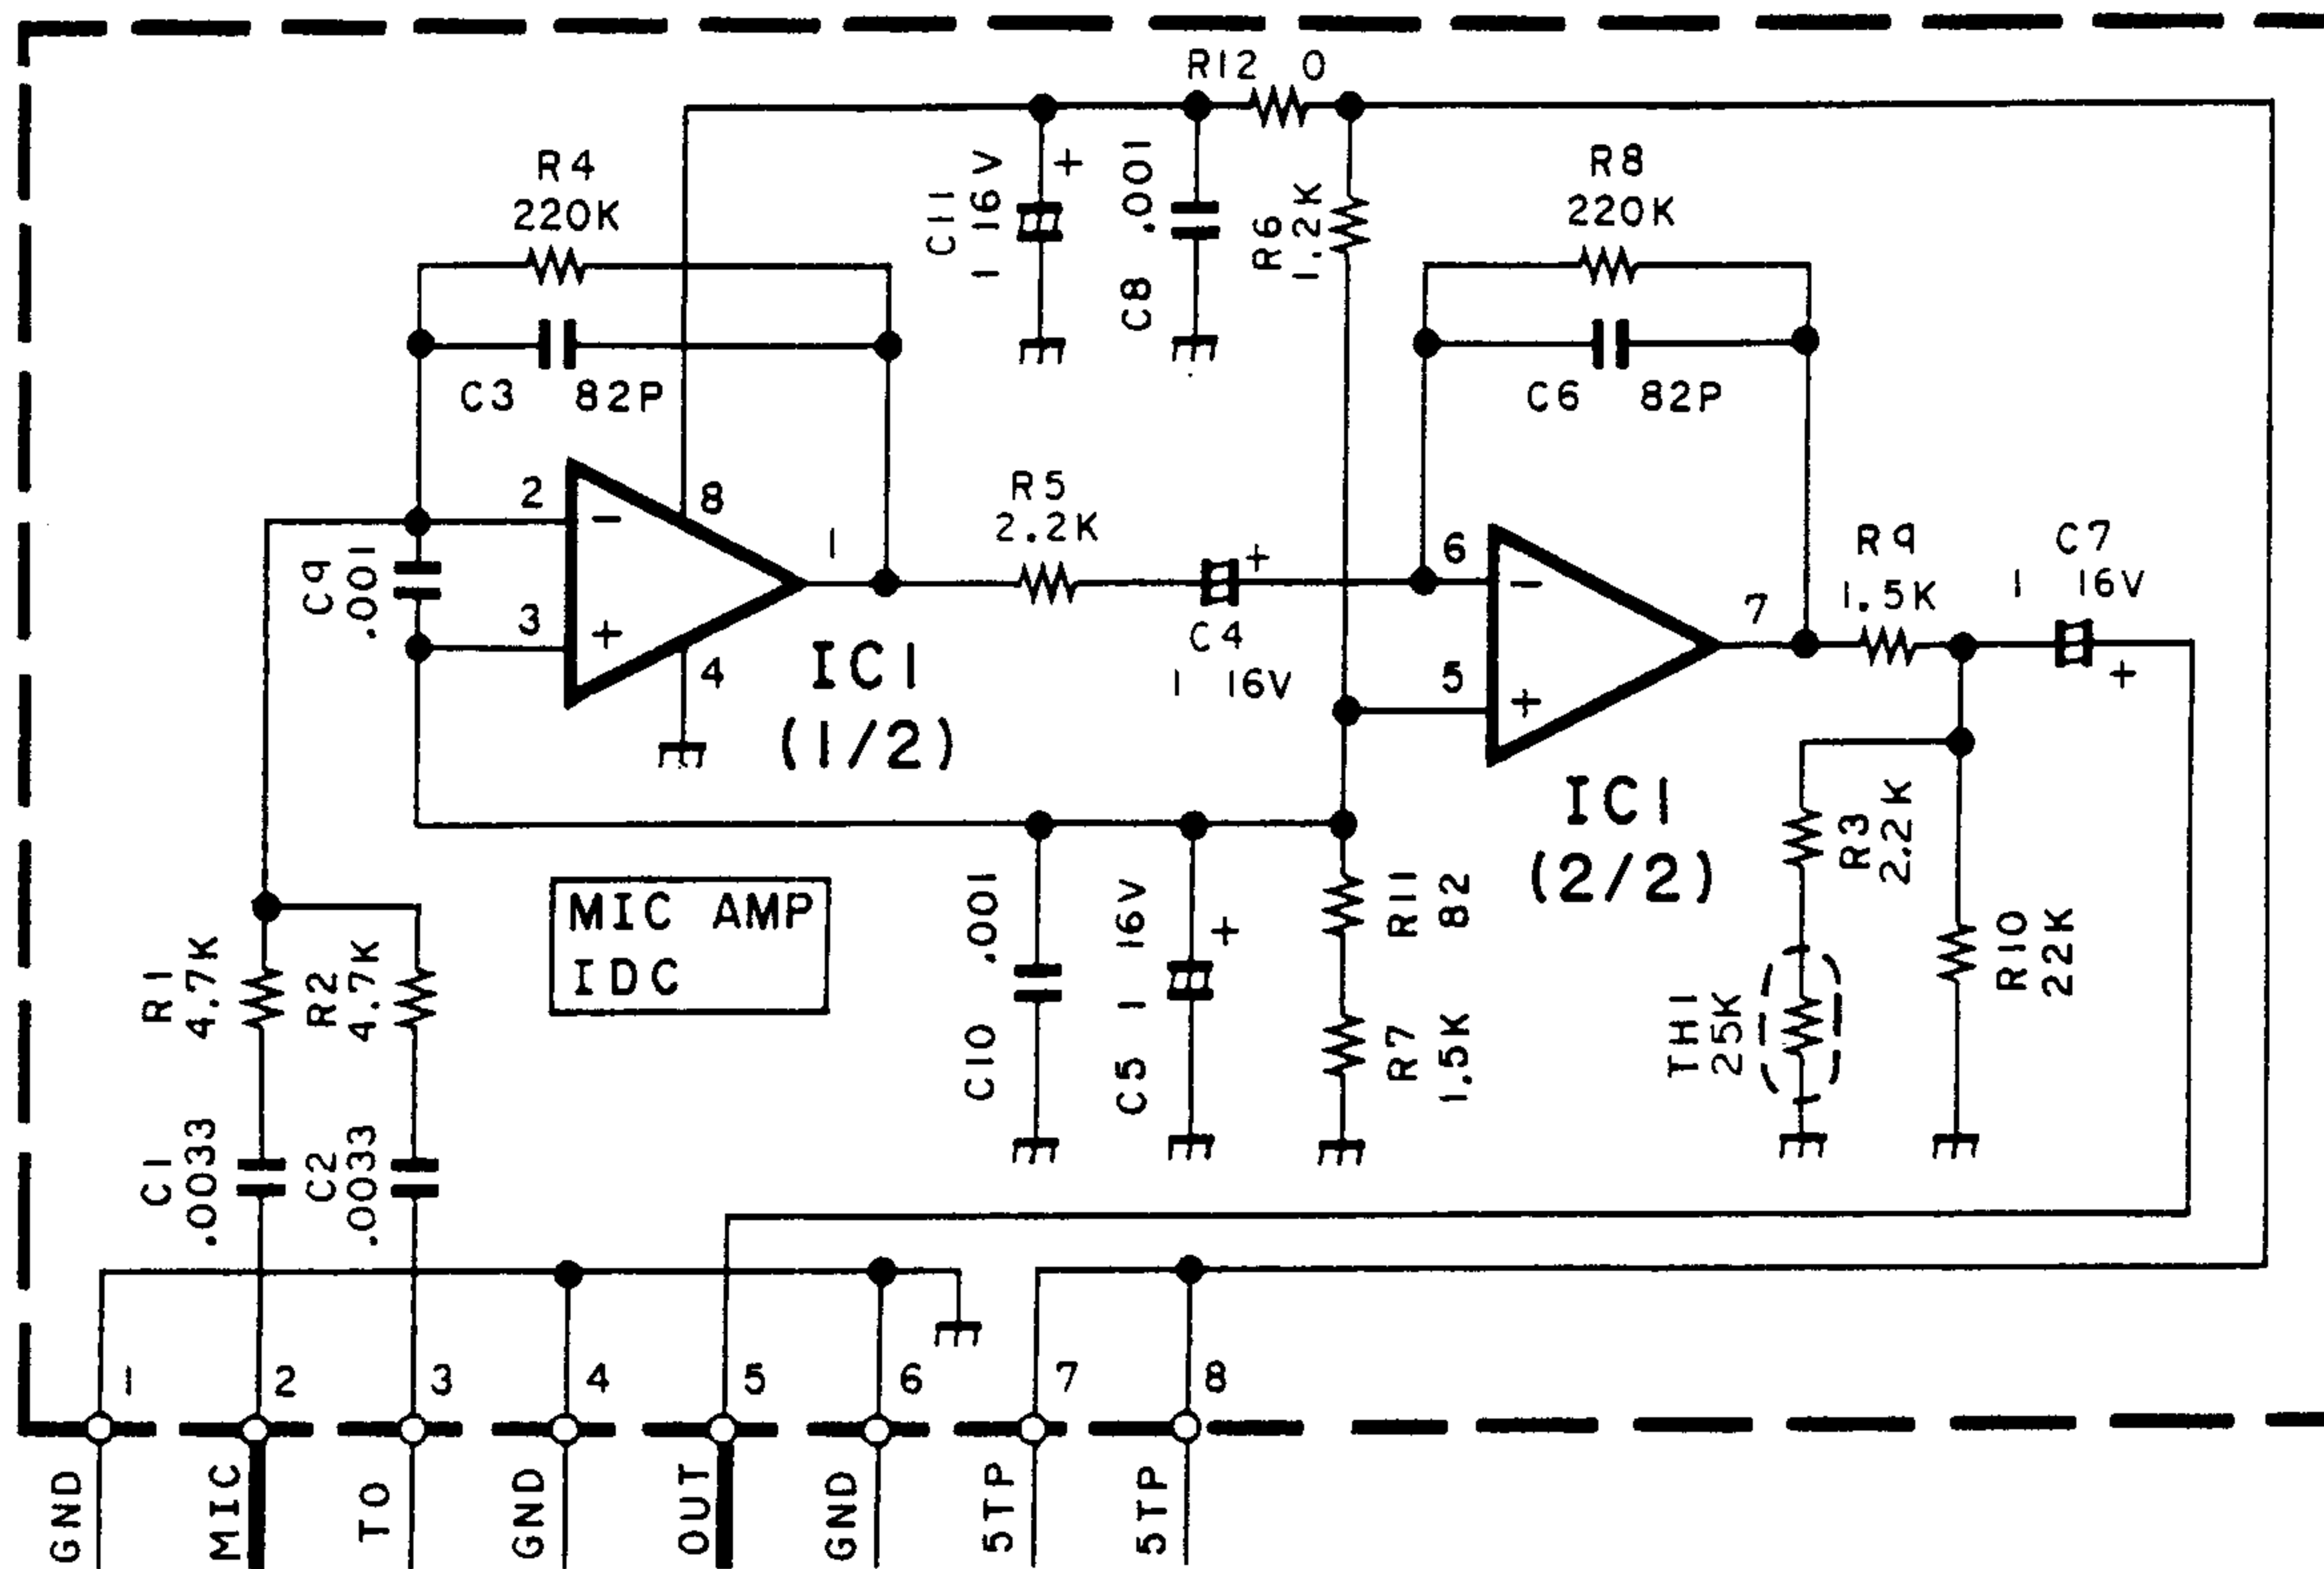 R12 0
R4
220K
C11
1 16V
+
C8 .001
R6
1.2K
R8
220K
C3 82P
C6 82P
2
−
8
1
R5
2.2K
+
6
−
R9
1.5K
C7
1 16V
+
C9
.001
3
+
4
IC1
(1/2)
C4
1 16V
5
+
7
IC1
(2/2)
MIC AMP
IDC
C10 .001
C5 1 16V
+
R11
82
R7
1.5K
R3
2.2K
TH1
25K
R10
22K
R1
4.7K
R2
4.7K
C1
.0033
C2
.0033
1
2
3
4
5
6
7
8
GND
MIC
TO
GND
OUT
GND
5TP
5TP